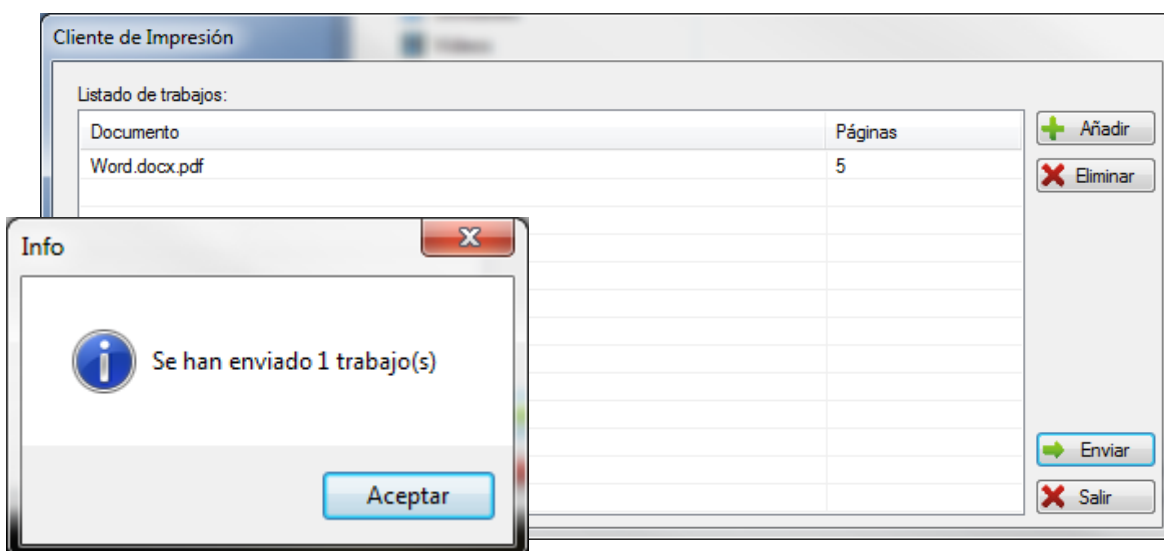 Cliente de Impresión
Listado de trabajos:
Documento Páginas
Word.docx.pdf 5
Añadir
Eliminar
Info
Se han enviado 1 trabajo(s)
Aceptar
Enviar
Salir